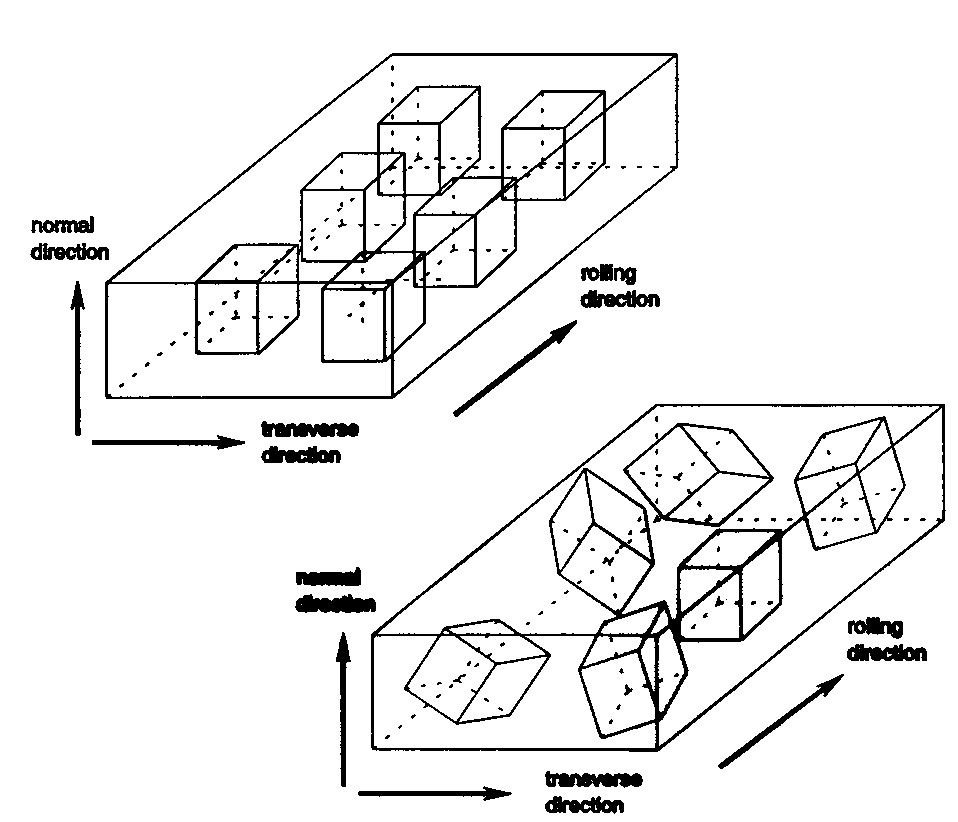 normal
direction
rolling
direction
transverse
direction
normal
direction
rolling
direction
transverse
direction